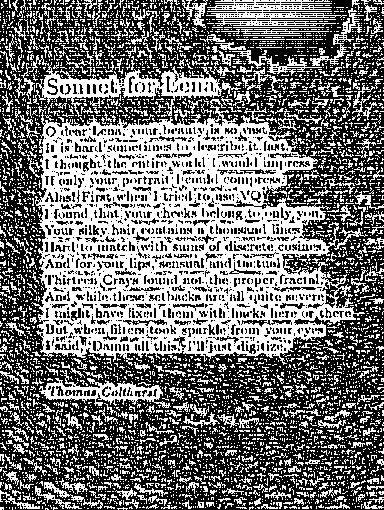 Sonnet for Lena
O dear Lena, your beauty is so vast
It is hard sometimes to describe it fast.
I thought the entire world I would impress
If only your portrait I could compress.
Alas! First when I tried to use VQ
I found that your cheeks belong to only you.
Your silky hair contains a thousand lines
Hard to match with sums of discrete cosines.
And for your lips, sensual and tactual
Thirteen Crays found not the proper fractal.
And while these setbacks are all quite severe
I might have fixed them with hacks here or there
But when filters took sparkle from your eyes
I said, 'Damn all this. I'll just digitize.'
Thomas Colthurst